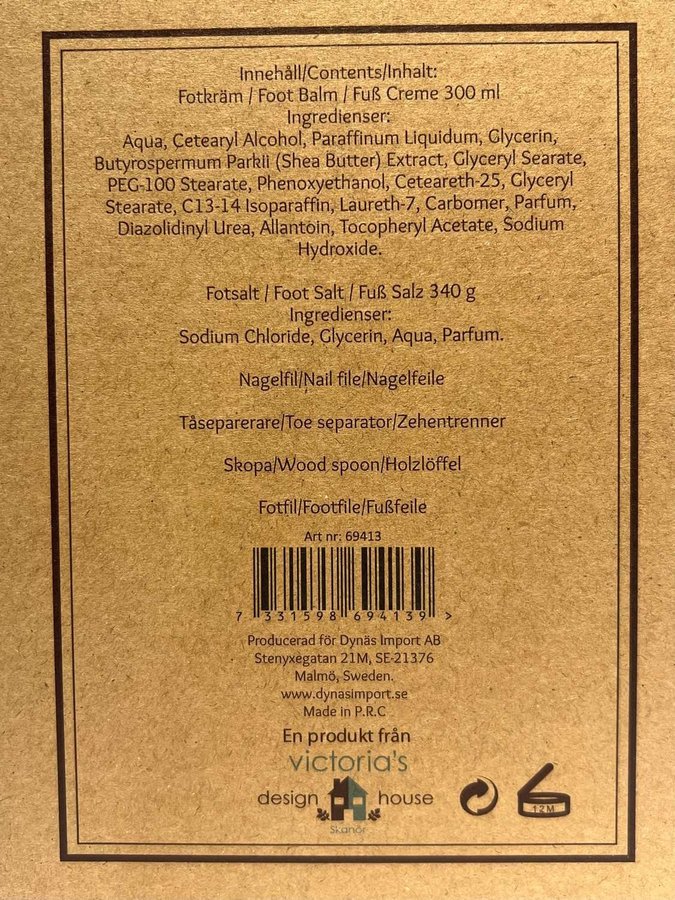 Innehåll/Contents/Inhalt:
Fotkräm / Foot Balm / Fuß Creme 300 ml
Ingredienser:
Aqua, Cetearyl Alcohol, Paraffinum Liquidum, Glycerin,
Butyrospermum Parkii (Shea Butter) Extract, Glyceryl Searate,
PEG-100 Stearate, Phenoxyethanol, Ceteareth-25, Glyceryl
Stearate, C13-14 Isoparaffin, Laureth-7, Carbomer, Parfum,
Diazolidinyl Urea, Allantoin, Tocopheryl Acetate, Sodium
Hydroxide.
Fotsalt / Foot Salt / Fuß Salz 340 g
Ingredienser:
Sodium Chloride, Glycerin, Aqua, Parfum.
Nagelfil/Nail file/Nagelfeile
Tåseparerare/Toe separator/Zehentrenner
Skopa/Wood spoon/Holzlöffel
Fotfil/Footfile/Fußfeile
Art nr: 69413
7 331598 694139 >
Producerad för Dynäs Import AB
Stenyxegatan 21M, SE-21376
Malmö, Sweden.
www.dynasimport.se
Made in P.R.C
En produkt från
victoria's
design house
Skanör
12M